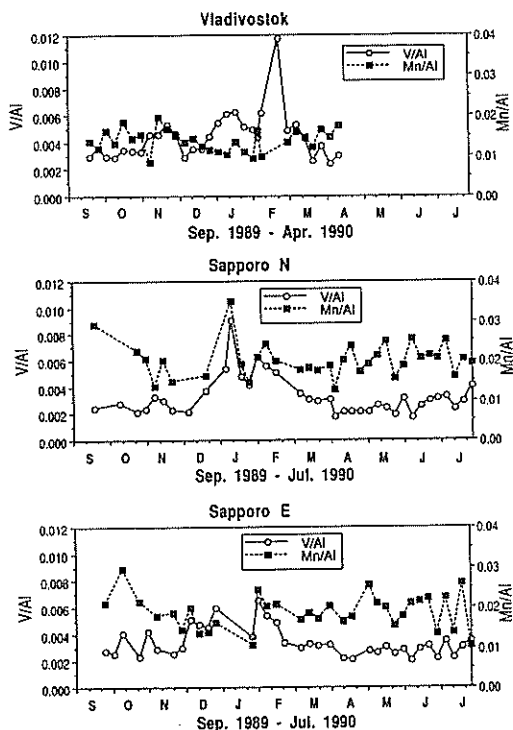 Vladivostok
0.012
0.010
0.008
0.006
0.004
0.002
0.000
V/Al
V/Al
Mn/Al
0.04
0.03
0.02
0.01
0.00
Mn/Al
S O N D J F M A M J J
Sep. 1989 - Apr. 1990
Sapporo N
0.012
0.010
0.008
0.006
0.004
0.002
0.000
V/Al
V/Al
Mn/Al
0.04
0.03
0.02
0.01
0.00
Mn/Al
S O N D J F M A M J J
Sep. 1989 - Jul. 1990
Sapporo E
0.012
0.010
0.008
0.006
0.004
0.002
0.000
V/Al
V/Al
Mn/Al
0.04
0.03
0.02
0.01
0.00
Mn/Al
S O N D J F M A M J J
Sep. 1989 - Jul. 1990